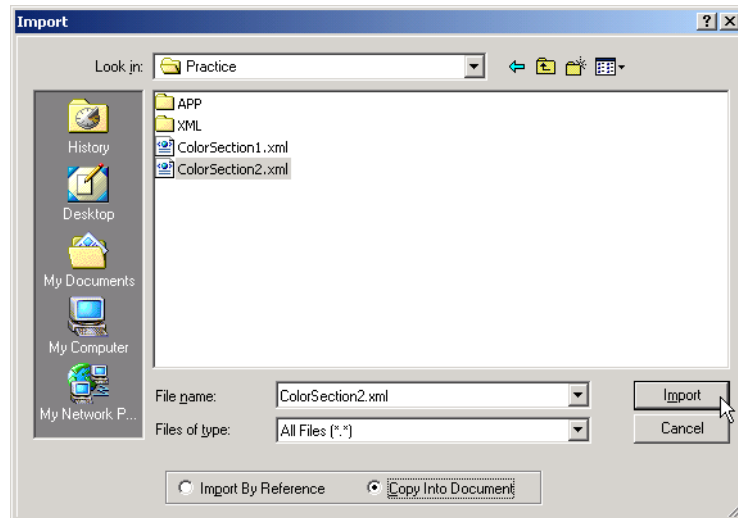 Import
Look in: Practice
APP
XML
ColorSection1.xml
ColorSection2.xml
History
Desktop
My Documents
My Computer
My Network P...
File name: ColorSection2.xml Import
Files of type: All Files (*.*) Cancel
Import By Reference Copy Into Document